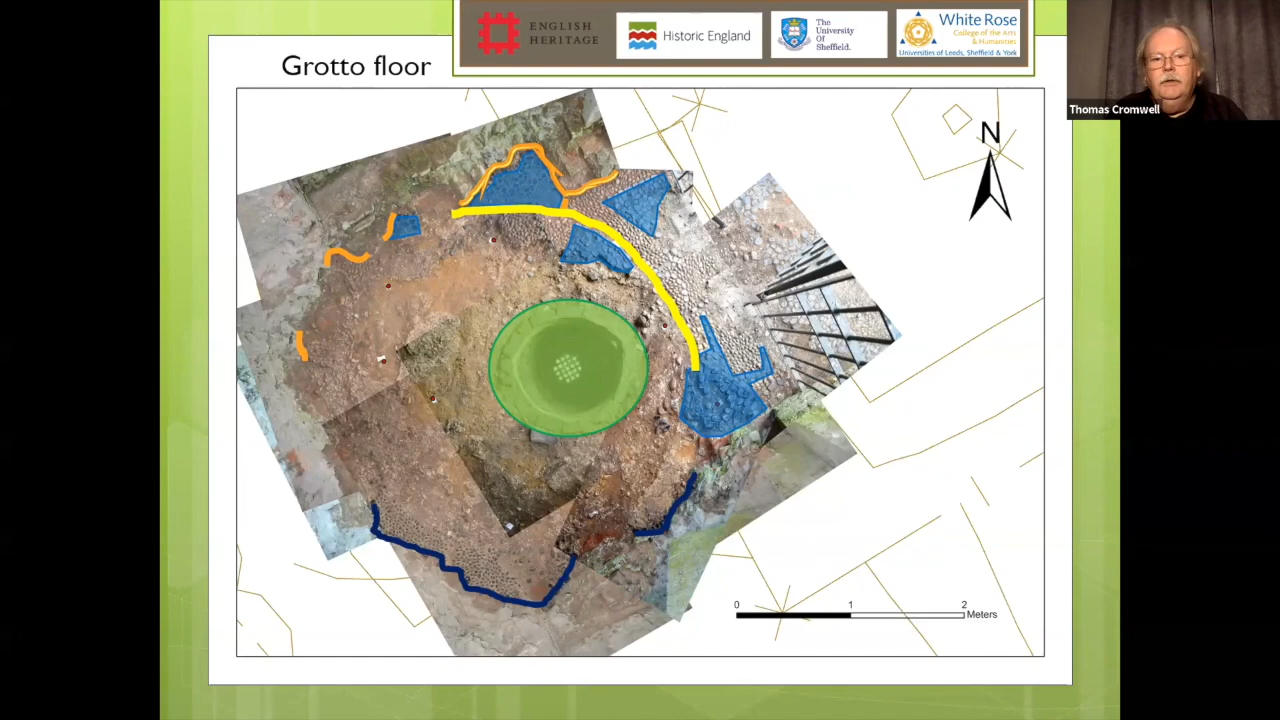 Grotto floor
ENGLISH
HERITAGE
Historic England
The
University
Of
Sheffield.
White Rose
College of the Arts
& Humanities
Universities of Leeds, Sheffield & York
Thomas Cromwell
N
0 1 2
Meters